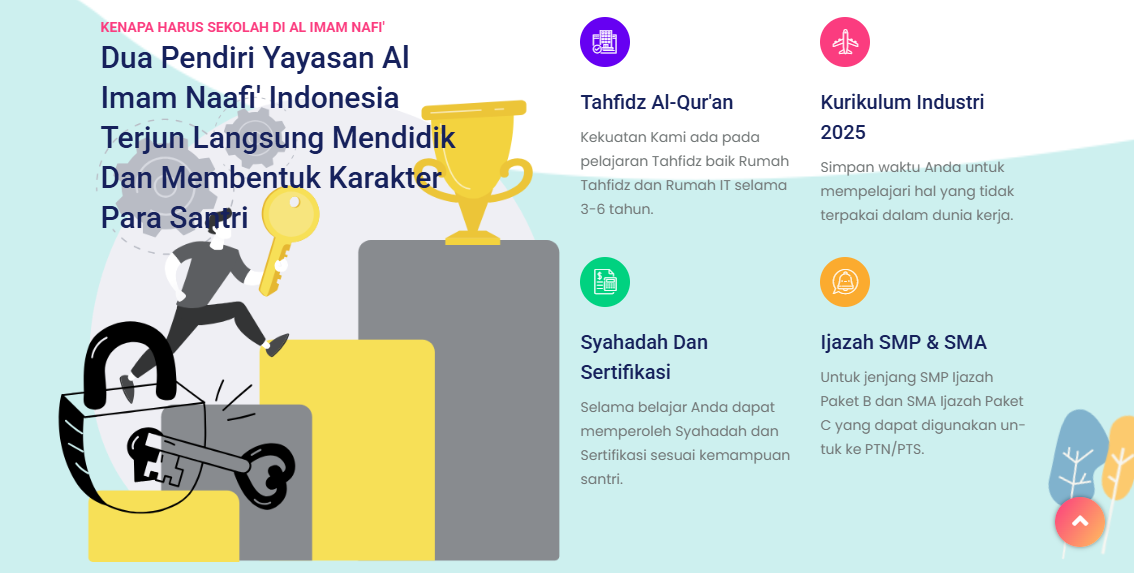 KENAPA HARUS SEKOLAH DI AL IMAM NAFI'
Dua Pendiri Yayasan Al
Imam Naafi' Indonesia
Terjun Langsung Mendidik
Dan Membentuk Karakter
Para Santri
Tahfidz Al-Qur'an
Kekuatan Kami ada pada
pelajaran Tahfidz baik Rumah
Tahfidz dan Rumah IT selama
3-6 tahun.
Kurikulum Industri
2025
Simpan waktu Anda untuk
mempelajari hal yang tidak
terpakai dalam dunia kerja.
Syahadah Dan
Sertifikasi
Selama belajar Anda dapat
memperoleh Syahadah dan
Sertifikasi sesuai kemampuan
santri.
Ijazah SMP & SMA
Untuk jenjang SMP Ijazah
Paket B dan SMA Ijazah Paket
C yang dapat digunakan un-
tuk ke PTN/PTS.